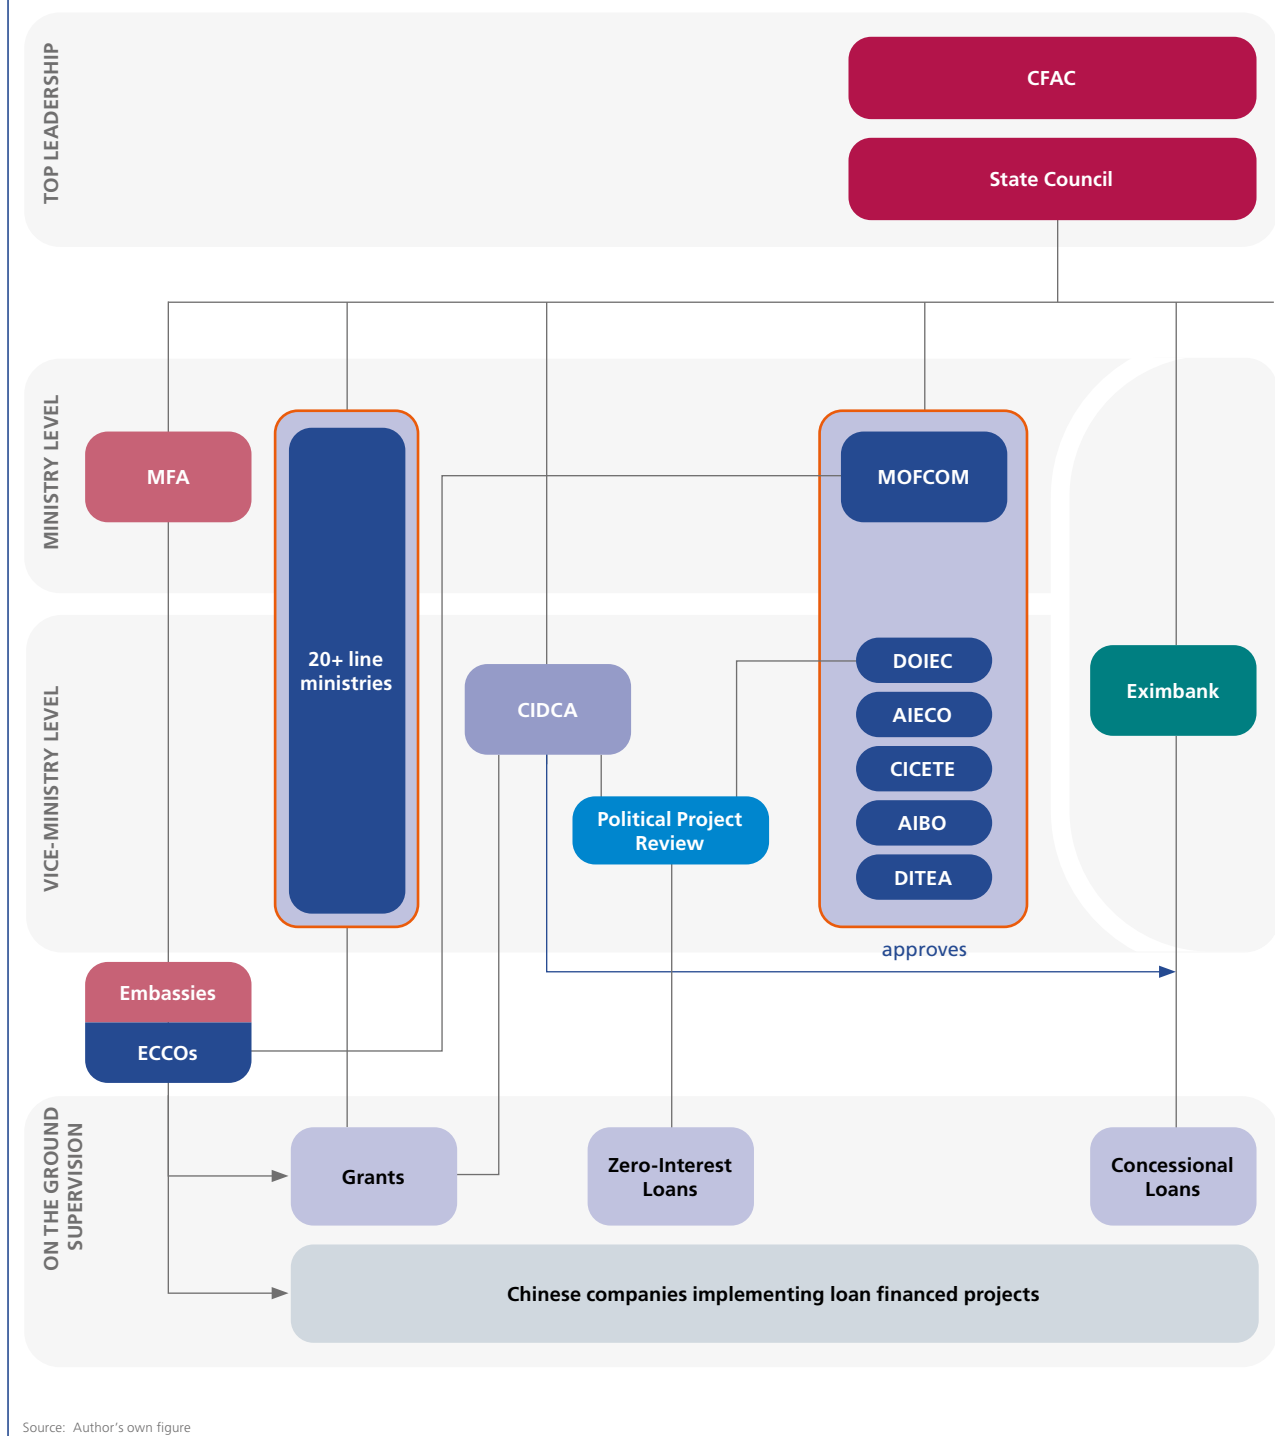 TOP LEADERSHIP
CFAC
State Council
MINISTRY LEVEL
MFA
MOFCOM
20+ line
ministries
VICE-MINISTRY LEVEL
CIDCA
DOIEC
AIECO
CICETE
AIBO
DITEA
Eximbank
Political Project
Review
approves
Embassies
ECCOs
ON THE GROUND
SUPERVISION
Grants
Zero-Interest
Loans
Concessional
Loans
Chinese companies implementing loan financed projects
Source: Author's own figure